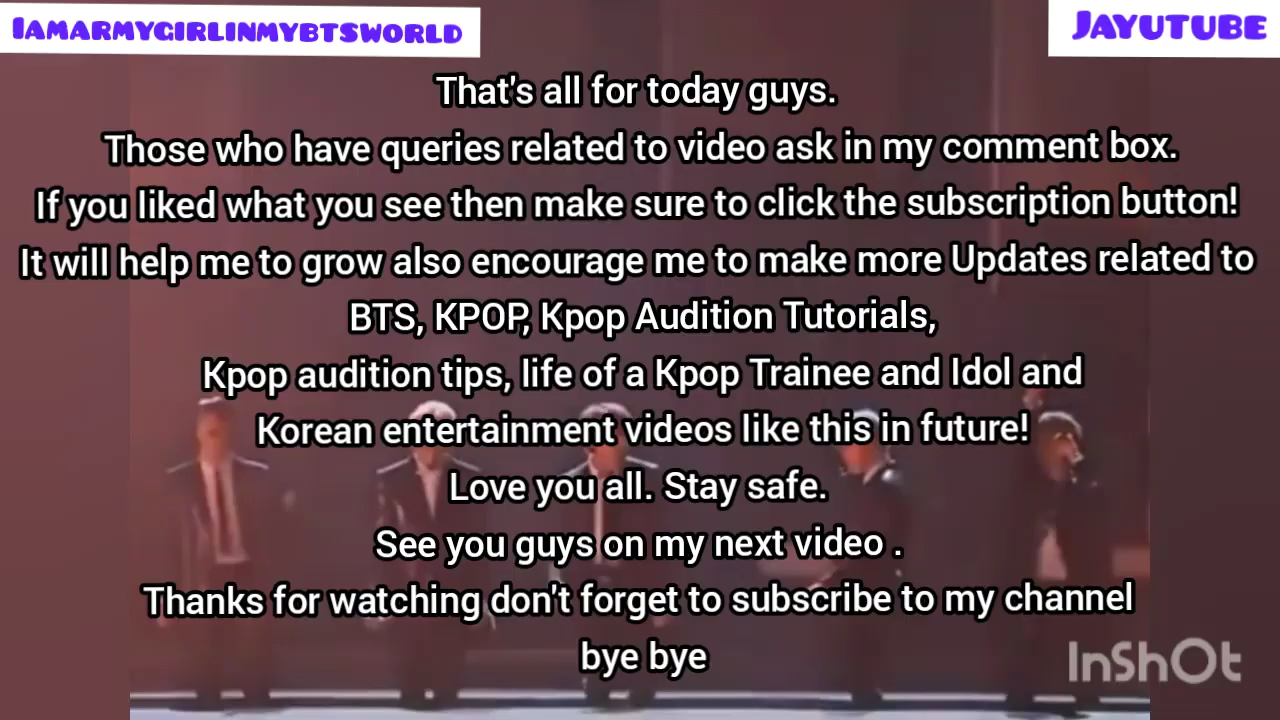 IAMARMYGIRLINMYBTSWORLD
JAYUTUBE
That's all for today guys.
Those who have queries related to video ask in my comment box.
If you liked what you see then make sure to click the subscription button!
It will help me to grow also encourage me to make more Updates related to
BTS, KPOP, Kpop Audition Tutorials,
Kpop audition tips, life of a Kpop Trainee and Idol and
Korean entertainment videos like this in future!
Love you all. Stay safe.
See you guys on my next video .
Thanks for watching don't forget to subscribe to my channel
bye bye
InShOt